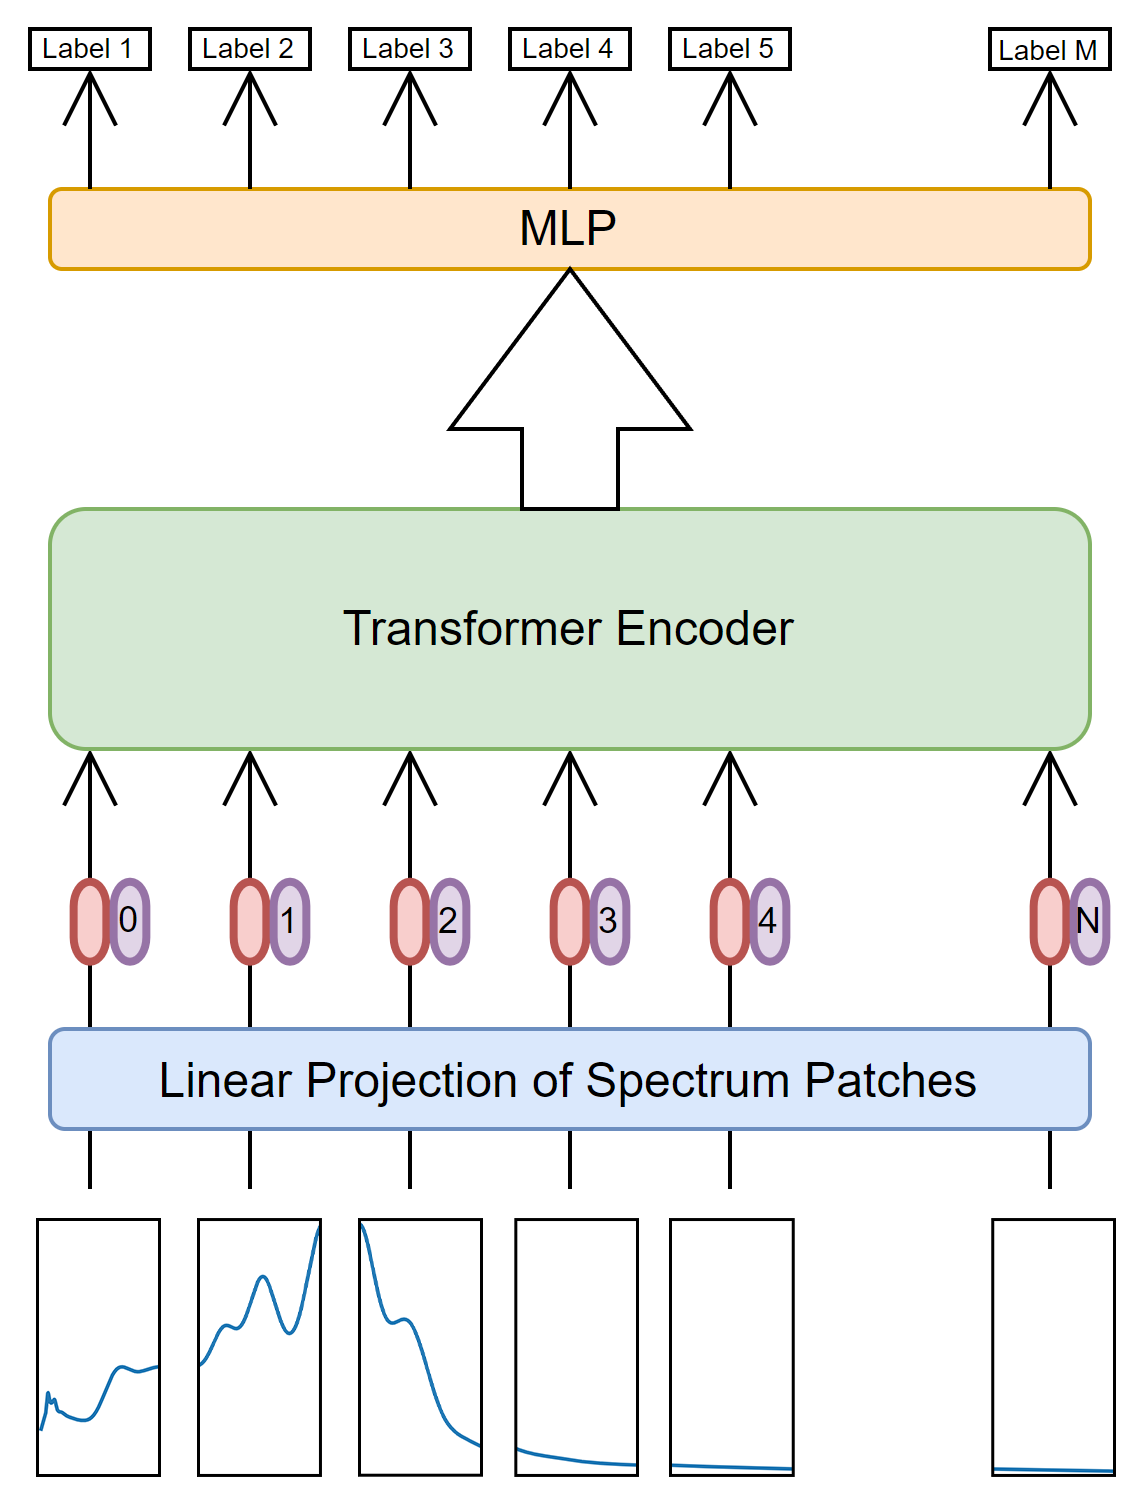 Label 1 Label 2 Label 3 Label 4 Label 5 Label M
MLP
Transformer Encoder
0 1 2 3 4 N
Linear Projection of Spectrum Patches